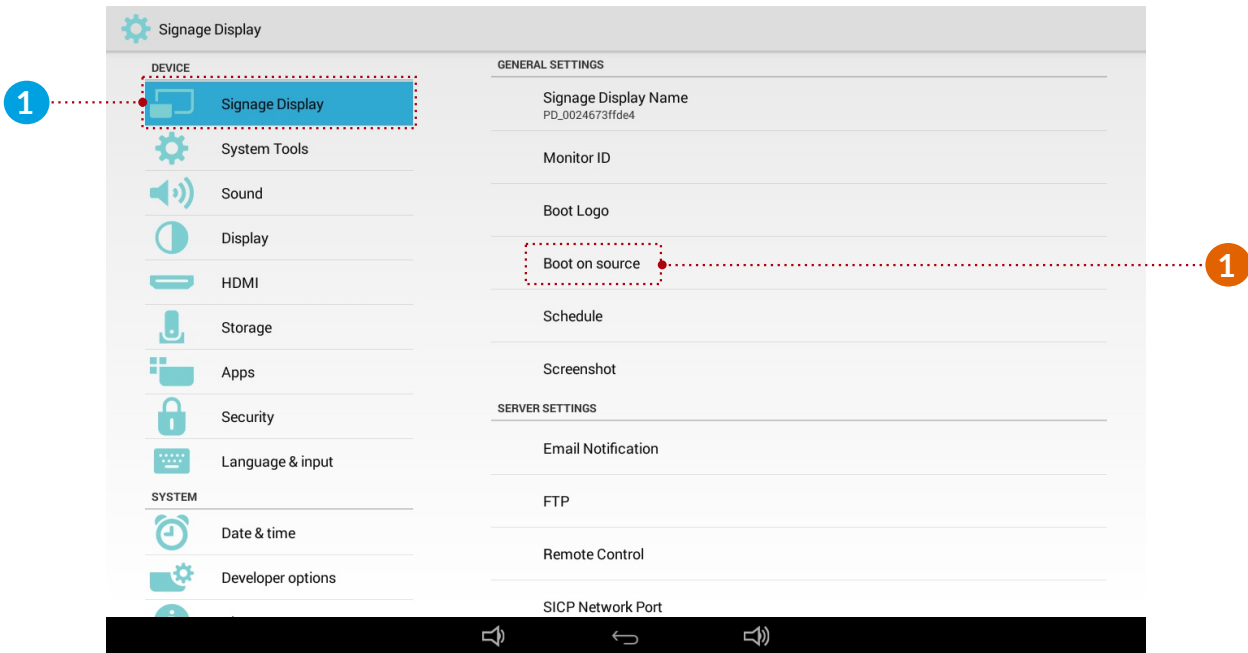 Signage Display
DEVICE
1
Signage Display
System Tools
Sound
Display
HDMI
Storage
Apps
Security
Language & input
SYSTEM
Date & time
Developer options
GENERAL SETTINGS
Signage Display Name
PD_0024673ffde4
Monitor ID
Boot Logo
Boot on source
1
Schedule
Screenshot
SERVER SETTINGS
Email Notification
FTP
Remote Control
SICP Network Port